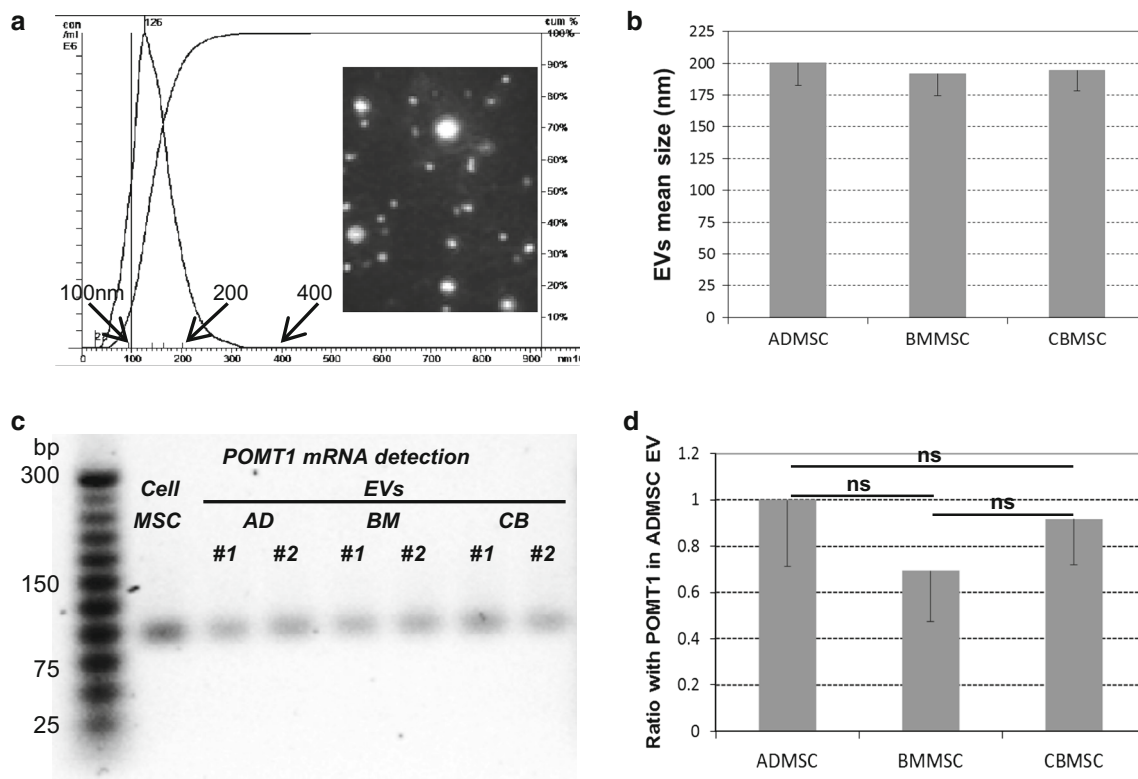 a
con
/ml
E6
126
cum %
100%
90%
80%
70%
60%
50%
40%
30%
20%
10%
100nm
200
400
0
100
200
300
400
500
600
700
800
900
b
EVs mean size (nm)
225
200
175
150
125
100
75
50
25
0
ADMSC
BMMSC
CBMSC
c
bp
300
150
75
25
POMT1 mRNA detection
Cell
MSC
EVs
AD
BM
CB
#1
#2
#1
#2
#1
#2
d
Ratio with POMT1 in ADMSC EV
1.2
1
0.8
0.6
0.4
0.2
0
ns
ns
ns
ADMSC
BMMSC
CBMSC